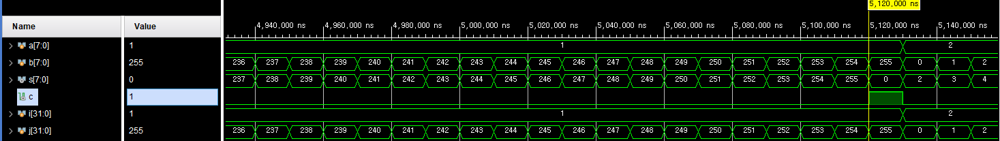 5,120,000 ns
Name Value 4,940,000 ns 4,960,000 ns 4,980,000 ns 5,000,000 ns 5,020,000 ns 5,040,000 ns 5,060,000 ns 5,080,000 ns 5,100,000 ns 5,120,000 ns 5,140,000 ns
a[7:0] 1 1 2
b[7:0] 255 236 237 238 239 240 241 242 243 244 245 246 247 248 249 250 251 252 253 254 255 0 1 2
s[7:0] 0 237 238 239 240 241 242 243 244 245 246 247 248 249 250 251 252 253 254 255 0 2 3 4
c 1
i[31:0] 1 1 2
j[31:0] 255 236 237 238 239 240 241 242 243 244 245 246 247 248 249 250 251 252 253 254 255 0 1 2